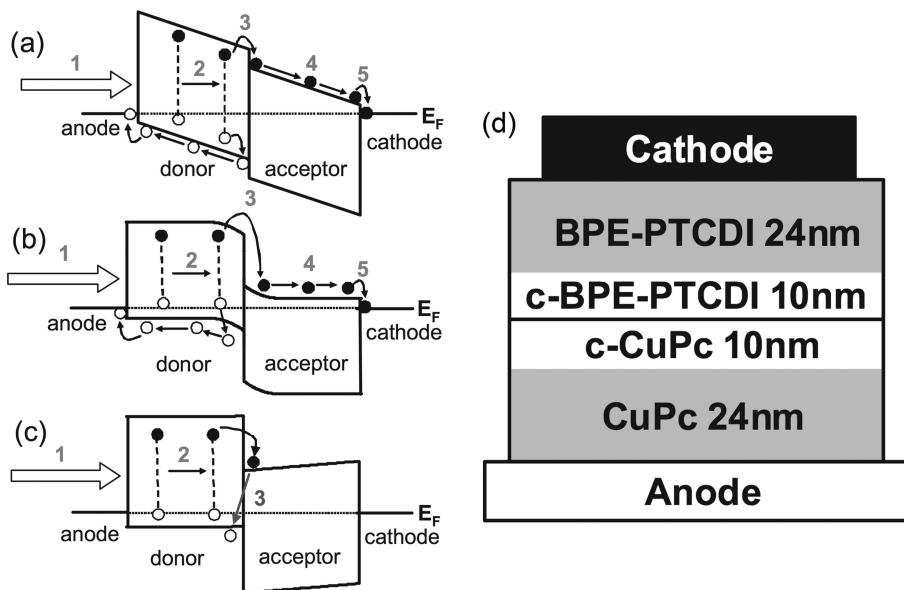 (a)
1
2
3
4
5
anode
donor
acceptor
E_F
cathode
(b)
1
2
3
4
5
anode
donor
acceptor
E_F
cathode
(c)
1
2
3
anode
donor
acceptor
E_F
cathode
(d)
Cathode
BPE-PTCDI 24nm
c-BPE-PTCDI 10nm
c-CuPc 10nm
CuPc 24nm
Anode